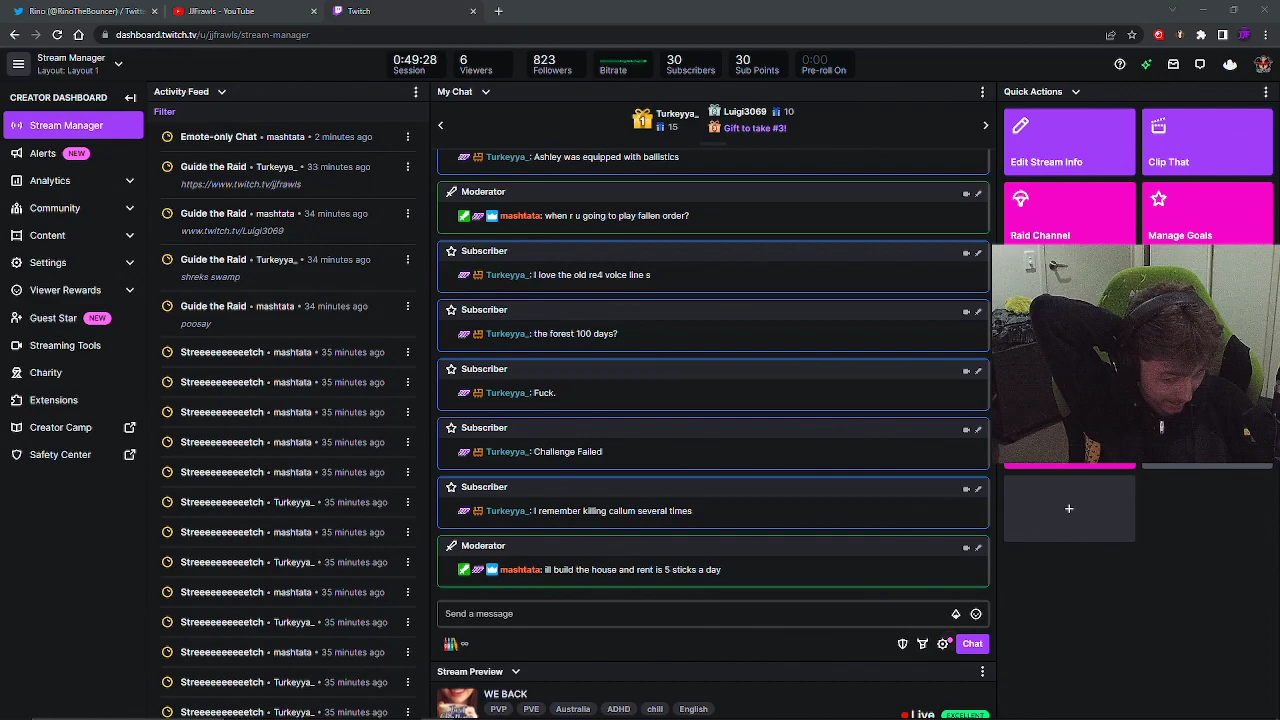 Rino (@RinoTheBouncer) / Twitte
JJFrawls - YouTube
Twitch
dashboard.twitch.tv/u/jjfrawls/stream-manager
Stream Manager
Layout: Layout 1
0:49:28
Session
6
Viewers
823
Followers
Bitrate
30
Subscribers
30
Sub Points
0:00
Pre-roll On
CREATOR DASHBOARD
Stream Manager
Alerts NEW
Analytics
Community
Content
Settings
Viewer Rewards
Guest Star NEW
Streaming Tools
Charity
Extensions
Creator Camp
Safety Center
Activity Feed
Filter
Emote-only Chat • mashtata • 2 minutes ago
Guide the Raid • Turkeyya_ • 33 minutes ago
https://www.twitch.tv/jjfrawls
Guide the Raid • mashtata • 34 minutes ago
www.twitch.tv/Luigi3069
Guide the Raid • Turkeyya_ • 34 minutes ago
shreks swamp
Guide the Raid • mashtata • 34 minutes ago
poosay
Streeeeeeeeetch • mashtata • 35 minutes ago
Streeeeeeeeetch • mashtata • 35 minutes ago
Streeeeeeeeetch • mashtata • 35 minutes ago
Streeeeeeeeetch • mashtata • 35 minutes ago
Streeeeeeeeetch • mashtata • 35 minutes ago
Streeeeeeeeetch • Turkeyya_ • 35 minutes ago
Streeeeeeeeetch • mashtata • 35 minutes ago
Streeeeeeeeetch • Turkeyya_ • 35 minutes ago
Streeeeeeeeetch • mashtata • 35 minutes ago
Streeeeeeeeetch • Turkeyya_ • 35 minutes ago
Streeeeeeeeetch • mashtata • 35 minutes ago
Streeeeeeeeetch • Turkeyya_ • 35 minutes ago
Streeeeeeeeetch • Turkeyya_ • 35 minutes ago
My Chat
1 Turkeyya_
15
Luigi3069 10
Gift to take #3!
Turkeyya_: Ashley was equipped with ballistics
Moderator
mashtata: when r u going to play fallen order?
Subscriber
Turkeyya_: I love the old re4 voice line s
Subscriber
Turkeyya_: the forest 100 days?
Subscriber
Turkeyya_: Fuck.
Subscriber
Turkeyya_: Challenge Failed
Subscriber
Turkeyya_: I remember killing callum several times
Moderator
mashtata: ill build the house and rent is 5 sticks a day
Send a message
∞
Chat
Stream Preview
WE BACK
PVP PVE Australia ADHD chill English
Live EXCELLENT
Quick Actions
Edit Stream Info
Clip That
Raid Channel
Manage Goals